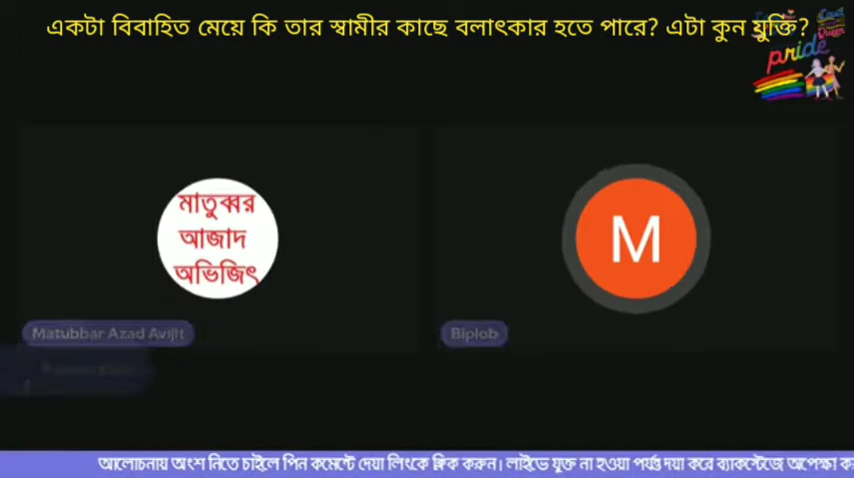 একটা বিবাহিত মেয়ে কি তার স্বামীর কাছে বলাৎকার হতে পারে? এটা কুন যুক্তি?
pride
মাতুব্বর
আজাদ
অভিজিৎ
M
Matubbar Azad Avijit
Biplob
আলোচনায় অংশ নিতে চাইলে পিন কমেন্টে দেয়া লিংকে ক্লিক করুন। লাইভে যুক্ত না হওয়া পর্যন্ত দয়া করে ব্যাকস্টেজে অপেক্ষা